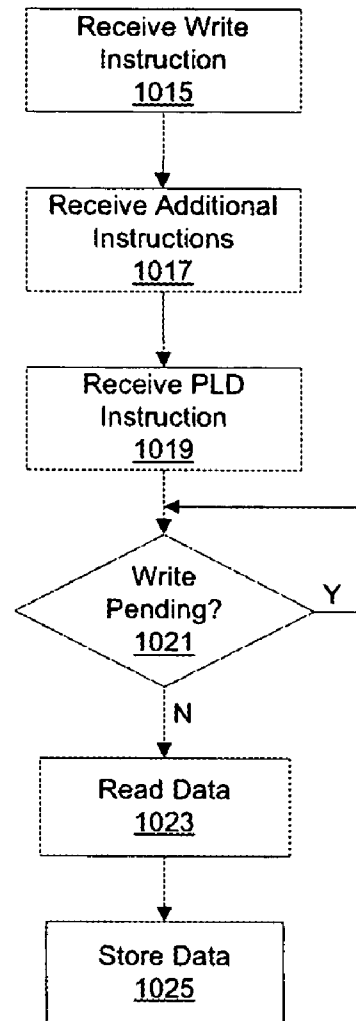 Receive Write
Instruction
1015
Receive Additional
Instructions
1017
Receive PLD
Instruction
1019
Write
Pending?
1021
Y
N
Read Data
1023
Store Data
1025